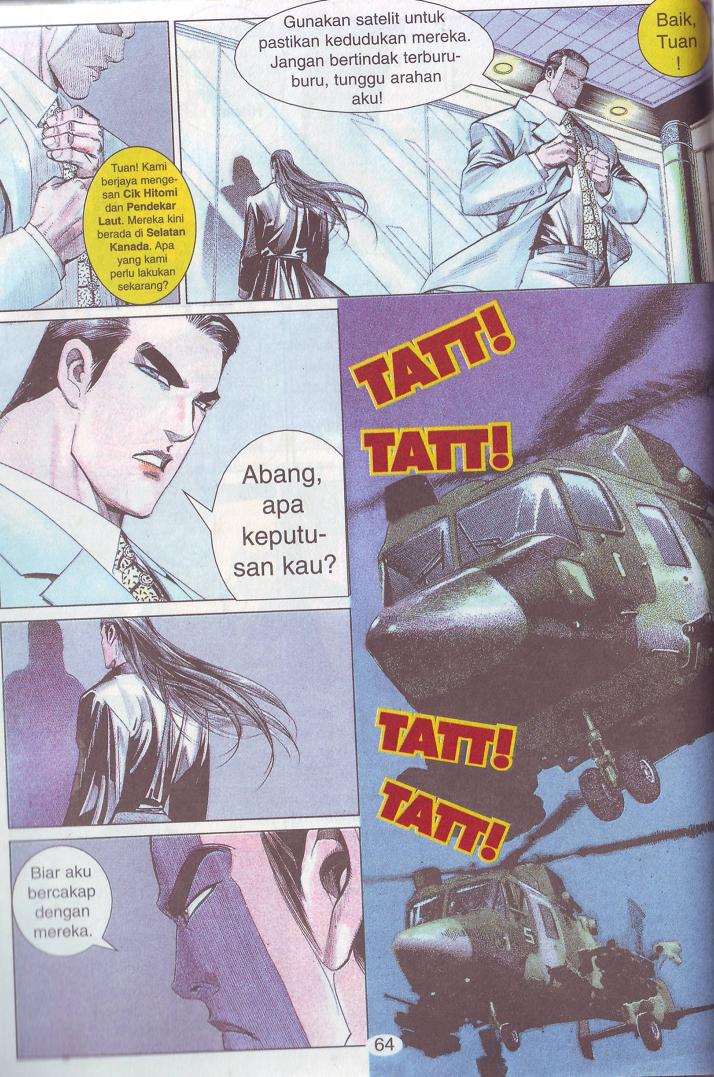 Tuan! Kami
berjaya menge-
san Cik Hitomi
dan Pendekar
Laut. Mereka kini
berada di Selatan
Kanada. Apa
yang kami
perlu lakukan
sekarang?
Gunakan satelit untuk
pastikan kedudukan mereka.
Jangan bertindak terburu-
buru, tunggu arahan
aku!
Baik,
Tuan
!
Abang,
apa
keputu-
san kau?
TATT!
TATT!
TATT!
TATT!
Biar aku
bercakap
dengan
mereka.
5
64